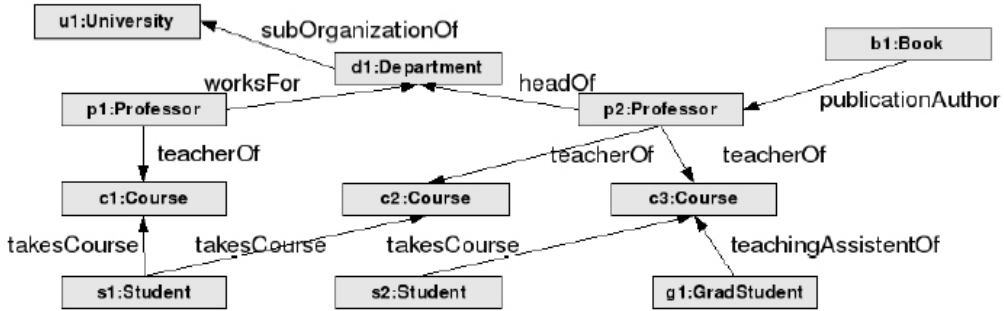 u1:University
subOrganizationOf
b1:Book
d1:Department
worksFor
headOf
publicationAuthor
p1:Professor
p2:Professor
teacherOf
teacherOf
teacherOf
c1:Course
c2:Course
c3:Course
takesCourse
takesCourse
takesCourse
teachingAssistentOf
s1:Student
s2:Student
g1:GradStudent